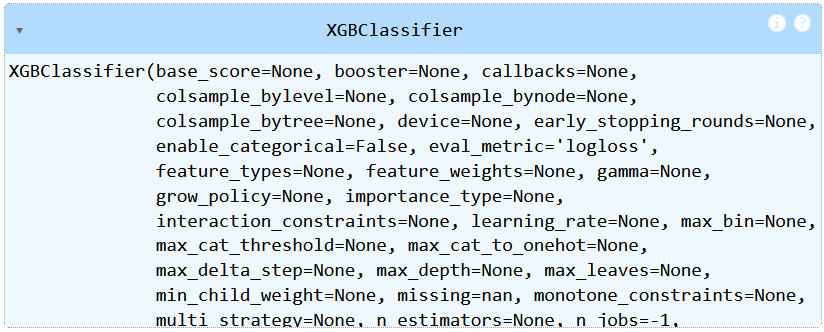 XGBClassifier
XGBClassifier(base_score=None, booster=None, callbacks=None,
colsample_bylevel=None, colsample_bynode=None,
colsample_bytree=None, device=None, early_stopping_rounds=None,
enable_categorical=False, eval_metric='logloss',
feature_types=None, feature_weights=None, gamma=None,
grow_policy=None, importance_type=None,
interaction_constraints=None, learning_rate=None, max_bin=None,
max_cat_threshold=None, max_cat_to_onehot=None,
max_delta_step=None, max_depth=None, max_leaves=None,
min_child_weight=None, missing=nan, monotone_constraints=None,
multi_strategy=None, n_estimators=None, n_jobs=-1,